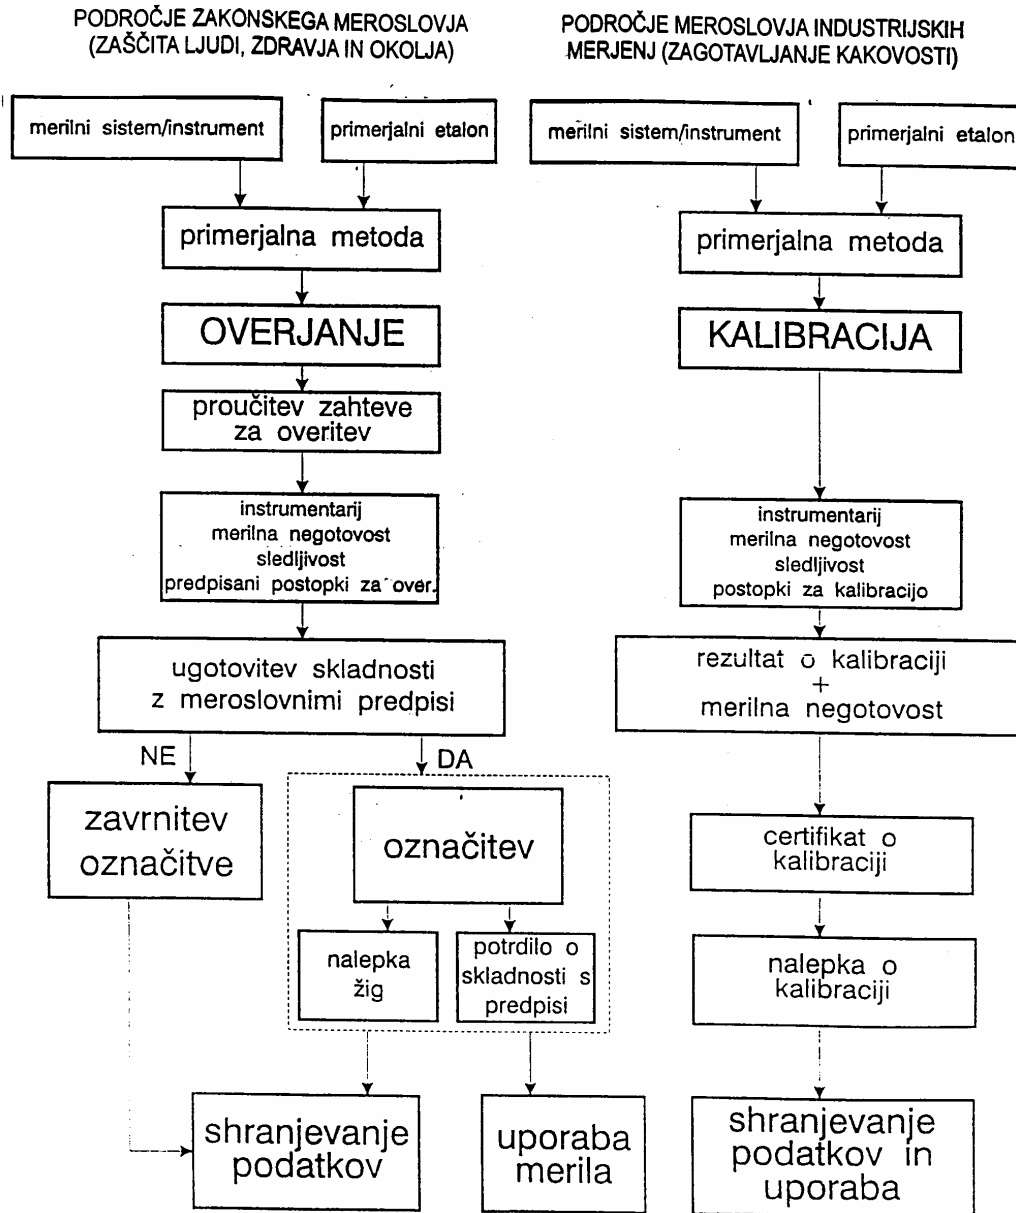 PODROČJE ZAKONSKEGA MEROSLOVJA
(ZAŠČITA LJUDI, ZDRAVJA IN OKOLJA)
merilni sistem/instrument
primerjalni etalon
primerjalna metoda
OVERJANJE
proučitev zahteve
za overitev
instrumentarij
merilna negotovost
sledljivost
predpisani postopki za over.
ugotovitev skladnosti
z meroslovnimi predpisi
NE
DA
zavrnitev
označitve
označitev
nalepka
žig
potrdilo o
skladnosti s
predpisi
shranjevanje
podatkov
uporaba
merila
PODROČJE MEROSLOVJA INDUSTRIJSKIH
MERJENJ (ZAGOTAVLJANJE KAKOVOSTI)
merilni sistem/instrument
primerjalni etalon
primerjalna metoda
KALIBRACIJA
instrumentarij
merilna negotovost
sledljivost
postopki za kalibracijo
rezultat o kalibraciji
+
merilna negotovost
certifikat o
kalibraciji
nalepka o
kalibraciji
shranjevanje
podatkov in
uporaba